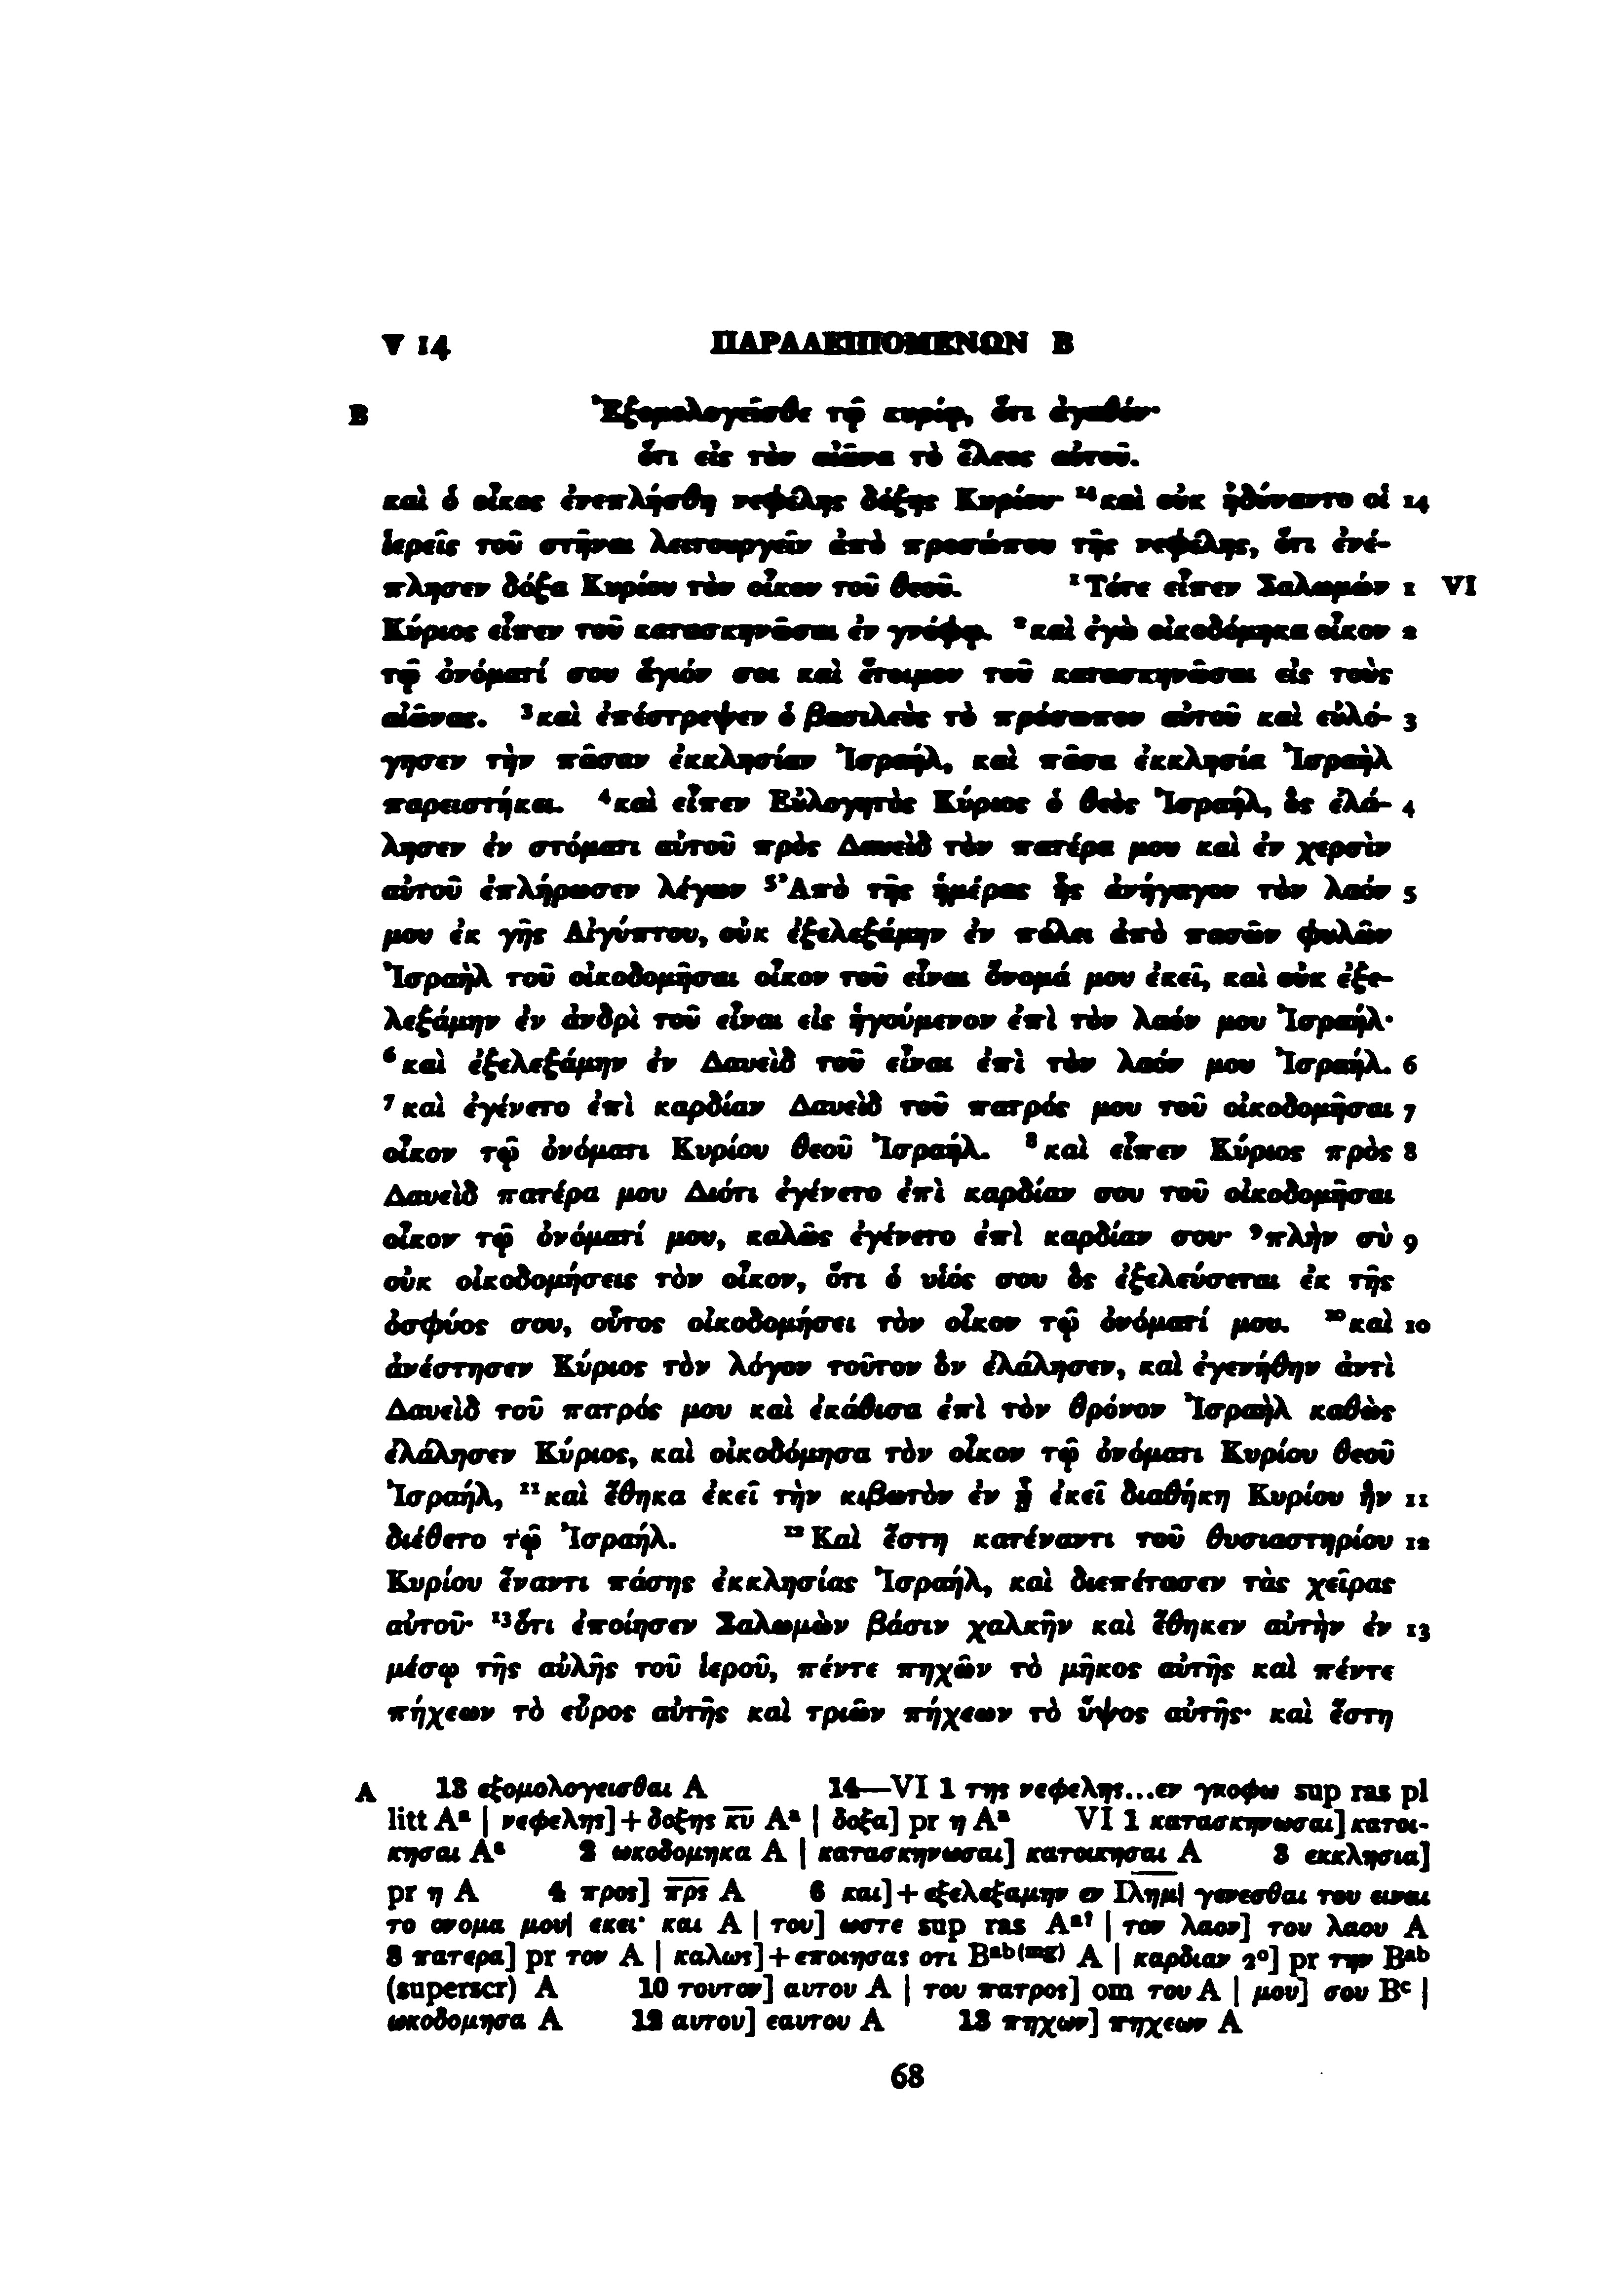 V 14 ΠΑΡΑΛΕΙΠΟΜΕΝΩΝ Β
B Ἐξομολογεῖσθε τῷ κυρίῳ, ὅτι ἀγαθόν·
ὅτι εἰς τὸν αἰῶνα τὸ ἔλεος αὐτοῦ.
καὶ ὁ οἶκος ἐνεπλήσθη νεφέλης δόξης Κυρίου· ¹⁴καὶ οὐκ ἠδύναντο οἱ 14
ἱερεῖς τοῦ στῆναι λειτουργεῖν ἀπὸ προσώπου τῆς νεφέλης, ὅτι ἐνέ-
πλησεν δόξα Κυρίου τὸν οἶκον τοῦ θεοῦ. ¹Τότε εἶπεν Σαλωμών 1 VI
Κύριος εἶπεν τοῦ κατασκηνῶσαι ἐν γνόφῳ. ²καὶ ἐγὼ οἰκοδόμηκα οἶκον 2
τῷ ὀνόματί σου ἅγιόν σοι καὶ ἕτοιμον τοῦ κατασκηνῶσαι εἰς τοὺς
αἰῶνας. ³καὶ ἐπέστρεψεν ὁ βασιλεὺς τὸ πρόσωπον αὐτοῦ καὶ εὐλό- 3
γησεν τὴν πᾶσαν ἐκκλησίαν Ἰσραήλ, καὶ πᾶσα ἐκκλησία Ἰσραὴλ
παρειστήκει. ⁴καὶ εἶπεν Εὐλογητὸς Κύριος ὁ θεὸς Ἰσραήλ, ὃς ἐλά- 4
λησεν ἐν στόματι αὐτοῦ πρὸς Δαυεὶδ τὸν πατέρα μου καὶ ἐν χερσὶν
αὐτοῦ ἐπλήρωσεν λέγων ⁵Ἀπὸ τῆς ἡμέρας ἧς ἀνήγαγον τὸν λαόν 5
μου ἐκ γῆς Αἰγύπτου, οὐκ ἐξελεξάμην ἐν πόλει ἀπὸ πασῶν φυλῶν
Ἰσραὴλ τοῦ οἰκοδομῆσαι οἶκον τοῦ εἶναι ὄνομά μου ἐκεῖ, καὶ οὐκ ἐξε-
λεξάμην ἐν ἀνδρὶ τοῦ εἶναι εἰς ἡγούμενον ἐπὶ τὸν λαόν μου Ἰσραήλ·
⁶καὶ ἐξελεξάμην ἐν Δαυεὶδ τοῦ εἶναι ἐπὶ τὸν λαόν μου Ἰσραήλ. 6
⁷καὶ ἐγένετο ἐπὶ καρδίαν Δαυεὶδ τοῦ πατρός μου τοῦ οἰκοδομῆσαι 7
οἶκον τῷ ὀνόματι Κυρίου θεοῦ Ἰσραήλ. ⁸καὶ εἶπεν Κύριος πρὸς 8
Δαυεὶδ πατέρα μου Διότι ἐγένετο ἐπὶ καρδίαν σου τοῦ οἰκοδομῆσαι
οἶκον τῷ ὀνόματί μου, καλῶς ἐγένετο ἐπὶ καρδίαν σου· ⁹πλὴν σὺ 9
οὐκ οἰκοδομήσεις τὸν οἶκον, ὅτι ὁ υἱός σου ὃς ἐξελεύσεται ἐκ τῆς
ὀσφύος σου, οὗτος οἰκοδομήσει τὸν οἶκον τῷ ὀνόματί μου. ¹⁰καὶ 10
ἀνέστησεν Κύριος τὸν λόγον τοῦτον ὃν ἐλάλησεν, καὶ ἐγενήθην ἀντὶ
Δαυεὶδ τοῦ πατρός μου καὶ ἐκάθισα ἐπὶ τὸν θρόνον Ἰσραὴλ καθὼς
ἐλάλησεν Κύριος, καὶ οἰκοδόμησα τὸν οἶκον τῷ ὀνόματι Κυρίου θεοῦ
Ἰσραήλ, ¹¹καὶ ἔθηκα ἐκεῖ τὴν κιβωτὸν ἐν ᾗ ἐκεῖ διαθήκη Κυρίου ἣν 11
διέθετο τῷ Ἰσραήλ. ¹²Καὶ ἔστη κατέναντι τοῦ θυσιαστηρίου 12
Κυρίου ἔναντι πάσης ἐκκλησίας Ἰσραήλ, καὶ διεπέτασεν τὰς χεῖρας
αὐτοῦ· ¹³ὅτι ἐποίησεν Σαλωμὼν βάσιν χαλκῆν καὶ ἔθηκεν αὐτὴν ἐν 13
μέσῳ τῆς αὐλῆς τοῦ ἱεροῦ, πέντε πηχῶν τὸ μῆκος αὐτῆς καὶ πέντε
πήχεων τὸ εὖρος αὐτῆς καὶ τριῶν πήχεων τὸ ὕψος αὐτῆς· καὶ ἔστη
A 13 εξομολογεισθαι A 14—VI 1 της νεφελης...εν γνοφω sup ras pl
litt Aᵃ | νεφελης]+δοξης κ̅υ̅ Aᵃ | δοξα] pr η Aᵃ VI 1 κατασκηνωσαι] κατοι-
κησαι Aᵃ 2 ωκοδομηκα A | κατασκηνωσαι] κατοικησαι A 3 εκκλησια]
pr η A 4 προς] π̅ρ̅ς̅ A 6 και]+εξελεξαμην εν Ι̅λ̅η̅μ̅| γενεσθαι του ειναι
το ονομα μου| εκει· και A | του] ωστε sup ras Aᵃ? | τον λαον] του λαου A
8 πατερα] pr τον A | καλως]+εποιησας οτι Bᵃᵇ⁽ᵐᵍ⁾ A | καρδιαν 2°] pr την Bᵃᵇ
(superscr) A 10 τουτον] αυτου A | του πατρος] om του A | μου] σου Bᶜ |
ωκοδομησα A 12 αυτου] εαυτου A 13 πηχων] πηχεων A
68